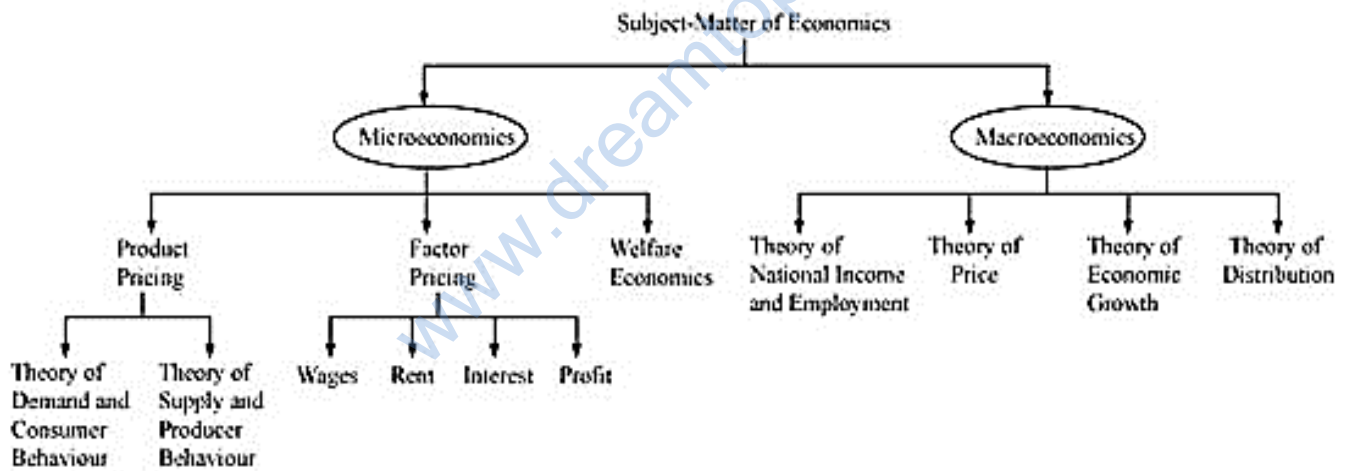 Subject-Matter of Economics
Microeconomics
Macroeconomics
Product
Pricing
Factor
Pricing
Welfare
Economics
Theory of
National Income
and Employment
Theory of
Price
Theory of
Economic
Growth
Theory of
Distribution
Theory of
Demand and
Consumer
Behaviour
Theory of
Supply and
Producer
Behaviour
Wages
Rent
Interest
Profit
www.dreamtop